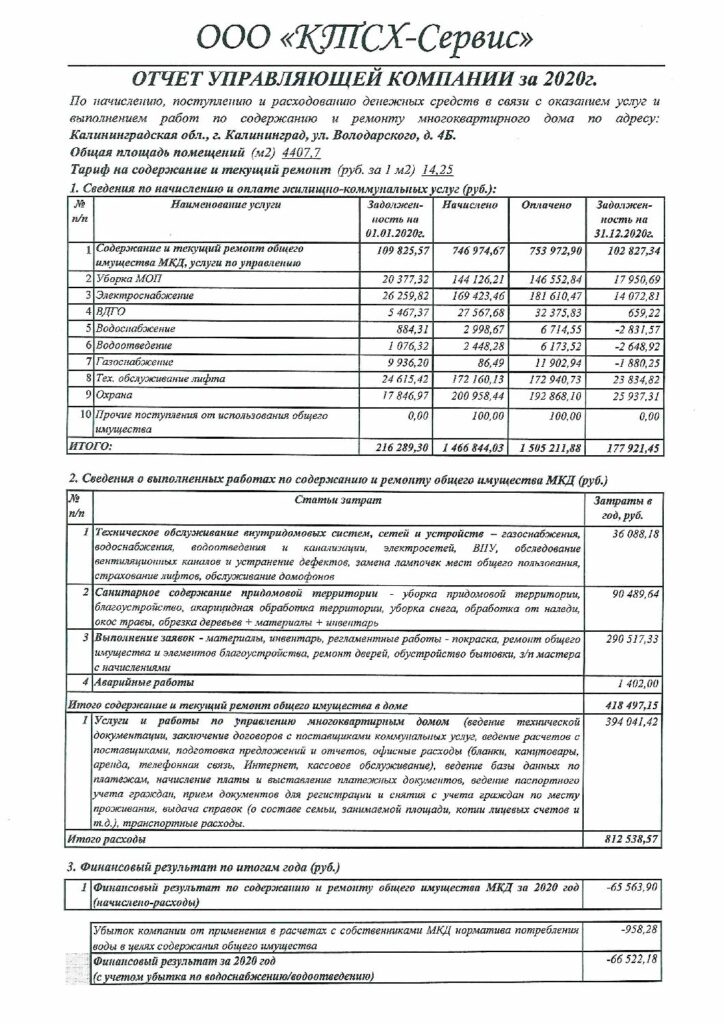 ООО «КТСХ-Сервис»
ОТЧЕТ УПРАВЛЯЮЩЕЙ КОМПАНИИ за 2020г.
По начислению, поступлению и расходованию денежных средств в связи с оказанием услуг и
выполнением работ по содержанию и ремонту многоквартирного дома по адресу:
Калининградская обл., г. Калининград, ул. Володарского, д. 4Б.
Общая площадь помещений (м2) 4407,7
Тариф на содержание и текущий ремонт (руб. за 1 м2) 14,25
1. Сведения по начислению и оплате жилищно-коммунальных услуг (руб.):
№ п/п Наименование услуги Задолжен-ность на 01.01.2020г. Начислено Оплачено Задолжен-ность на 31.12.2020г.
1 Содержание и текущий ремонт общего 109 825,57 746 974,67 753 972,90 102 827,34
имущества МКД, услуги по управлению
2 Уборка МОП 20 377,32 144 126,21 146 552,84 17 950,69
3 Электроснабжение 26 259,82 169 423,46 181 610,47 14 072,81
4 ВДГО 5 467,37 27 567,68 32 375,83 659,22
5 Водоснабжение 884,31 2 998,67 6 714,55 -2 831,57
6 Водоотведение 1 076,32 2 448,28 6 173,52 -2 648,92
7 Газоснабжение 9 936,20 86,49 11 902,94 -1 880,25
8 Тех. обслуживание лифта 24 615,42 172 160,13 172 940,73 23 834,82
9 Охрана 17 846,97 200 958,44 192 868,10 25 937,31
10 Прочие поступления от использования общего 0,00 100,00 100,00 0,00
имущества
ИТОГО: 216 289,30 1 466 844,03 1 505 211,88 177 921,45
2. Сведения о выполненных работах по содержанию и ремонту общего имущества МКД (руб.)
№ п/п Статьи затрат Затраты в год, руб.
1 Техническое обслуживание внутридомовых систем, сетей и устройств – газоснабжения, 36 088,18
водоснабжения, водоотведения и канализации, электросетей, ВПУ, обследование
вентиляционных каналов и устранение дефектов, замена лампочек мест общего пользования,
страхование лифтов, обслуживание домофонов
2 Санитарное содержание придомовой территории - уборка придомовой территории, 90 489,64
благоустройство, акарицидная обработка территории, уборка снега, обработка от наледи,
окос травы, обрезка деревьев + материалы + инвентарь
3 Выполнение заявок - материалы, инвентарь, регламентные работы - покраска, ремонт общего 290 517,33
имущества и элементов благоустройства, ремонт дверей, обустройство бытовки, з/п мастера
с начислениями
4 Аварийные работы 1 402,00
Итого содержание и текущий ремонт общего имущества в доме 418 497,15
1 Услуги и работы по управлению многоквартирным домом (ведение технической 394 041,42
документации, заключение договоров с поставщиками коммунальных услуг, ведение расчетов с
поставщиками, подготовка предложений и отчетов, офисные расходы (бланки, канцтовары,
аренда, телефонная связь, Интернет, кассовое обслуживание), ведение базы данных по
платежам, начисление платы и выставление платежных документов, ведение паспортного
учета граждан, прием документов для регистрации и снятия с учета граждан по месту
проживания, выдача справок (о составе семьи, занимаемой площади, копии лицевых счетов и
т.д.), транспортные расходы.
Итого расходы 812 538,57
3. Финансовый результат по итогам года (руб.)
1 Финансовый результат по содержанию и ремонту общего имущества МКД за 2020 год -65 563,90
(начислено-расходы)
Убыток компании от применения в расчетах с собственниками МКД норматива потребления -958,28
воды в целях содержания общего имущества
Финансовый результат за 2020 год -66 522,18
(с учетом убытка по водоснабжению/водоотведению)